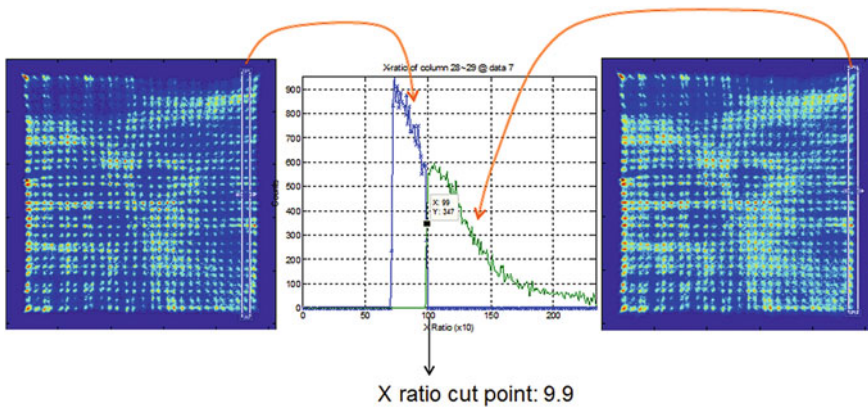 X-ratio of column 28~29 @ data 7
900
800
700
600
500
400
300
200
100
0
Counts
X: 99
Y: 347
0
50
100
150
200
X Ratio (x10)
X ratio cut point: 9.9